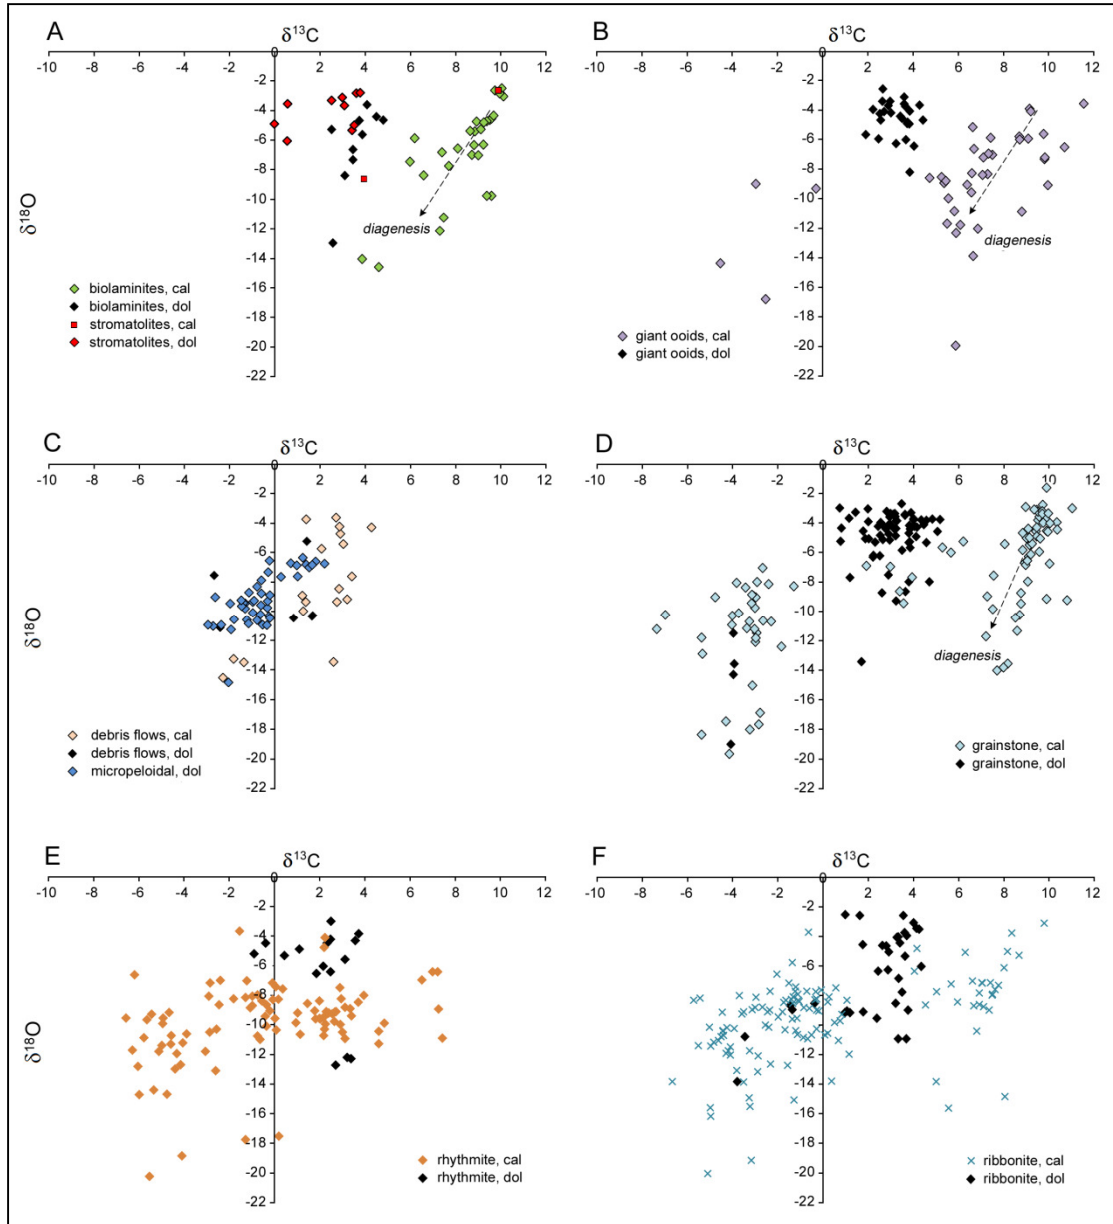 A
δ¹³C
-10 -8 -6 -4 -2 0 2 4 6 8 10 12
-2
-4
-6
-8
-10
-12
-14
-16
-18
-20
-22
δ¹⁸O
diagenesis
biolaminites, cal
biolaminites, dol
stromatolites, cal
stromatolites, dol
B
δ¹³C
-10 -8 -6 -4 -2 0 2 4 6 8 10 12
-2
-4
-6
-8
-10
-12
-14
-16
-18
-20
-22
diagenesis
giant ooids, cal
giant ooids, dol
C
δ¹³C
-10 -8 -6 -4 -2 0 2 4 6 8 10 12
-2
-4
-6
-8
-10
-12
-14
-16
-18
-20
-22
δ¹⁸O
debris flows, cal
debris flows, dol
micropeloidal, dol
D
δ¹³C
-10 -8 -6 -4 -2 0 2 4 6 8 10 12
-2
-4
-6
-8
-10
-12
-14
-16
-18
-20
-22
diagenesis
grainstone, cal
grainstone, dol
E
δ¹³C
-10 -8 -6 -4 -2 0 2 4 6 8 10 12
-2
-4
-6
-8
-10
-12
-14
-16
-18
-20
-22
δ¹⁸O
rhythmite, cal
rhythmite, dol
F
δ¹³C
-10 -8 -6 -4 -2 0 2 4 6 8 10 12
-2
-4
-6
-8
-10
-12
-14
-16
-18
-20
-22
ribbonite, cal
ribbonite, dol